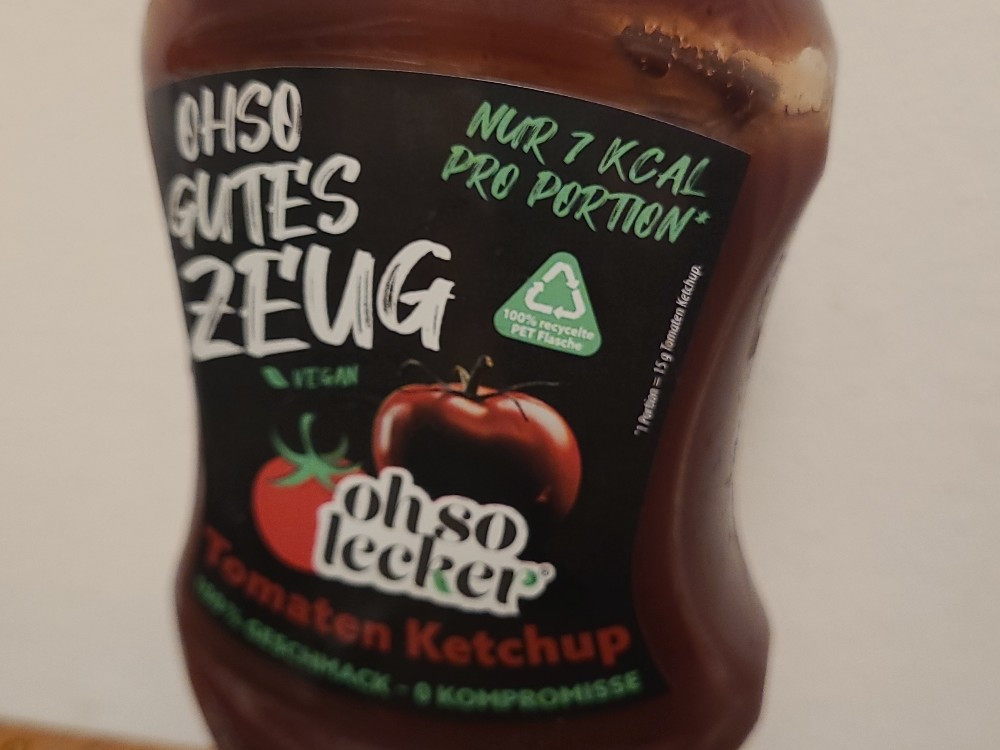 OHSO
GUTES
ZEUG
NUR 7 KCAL
PRO PORTION*
100% recycelte
PET Flasche
*1 Portion = 15 g Tomaten Ketchup.
VEGAN
oh so
lecker®
Tomaten Ketchup
100% GESCHMACK - 0 KOMPROMISSE